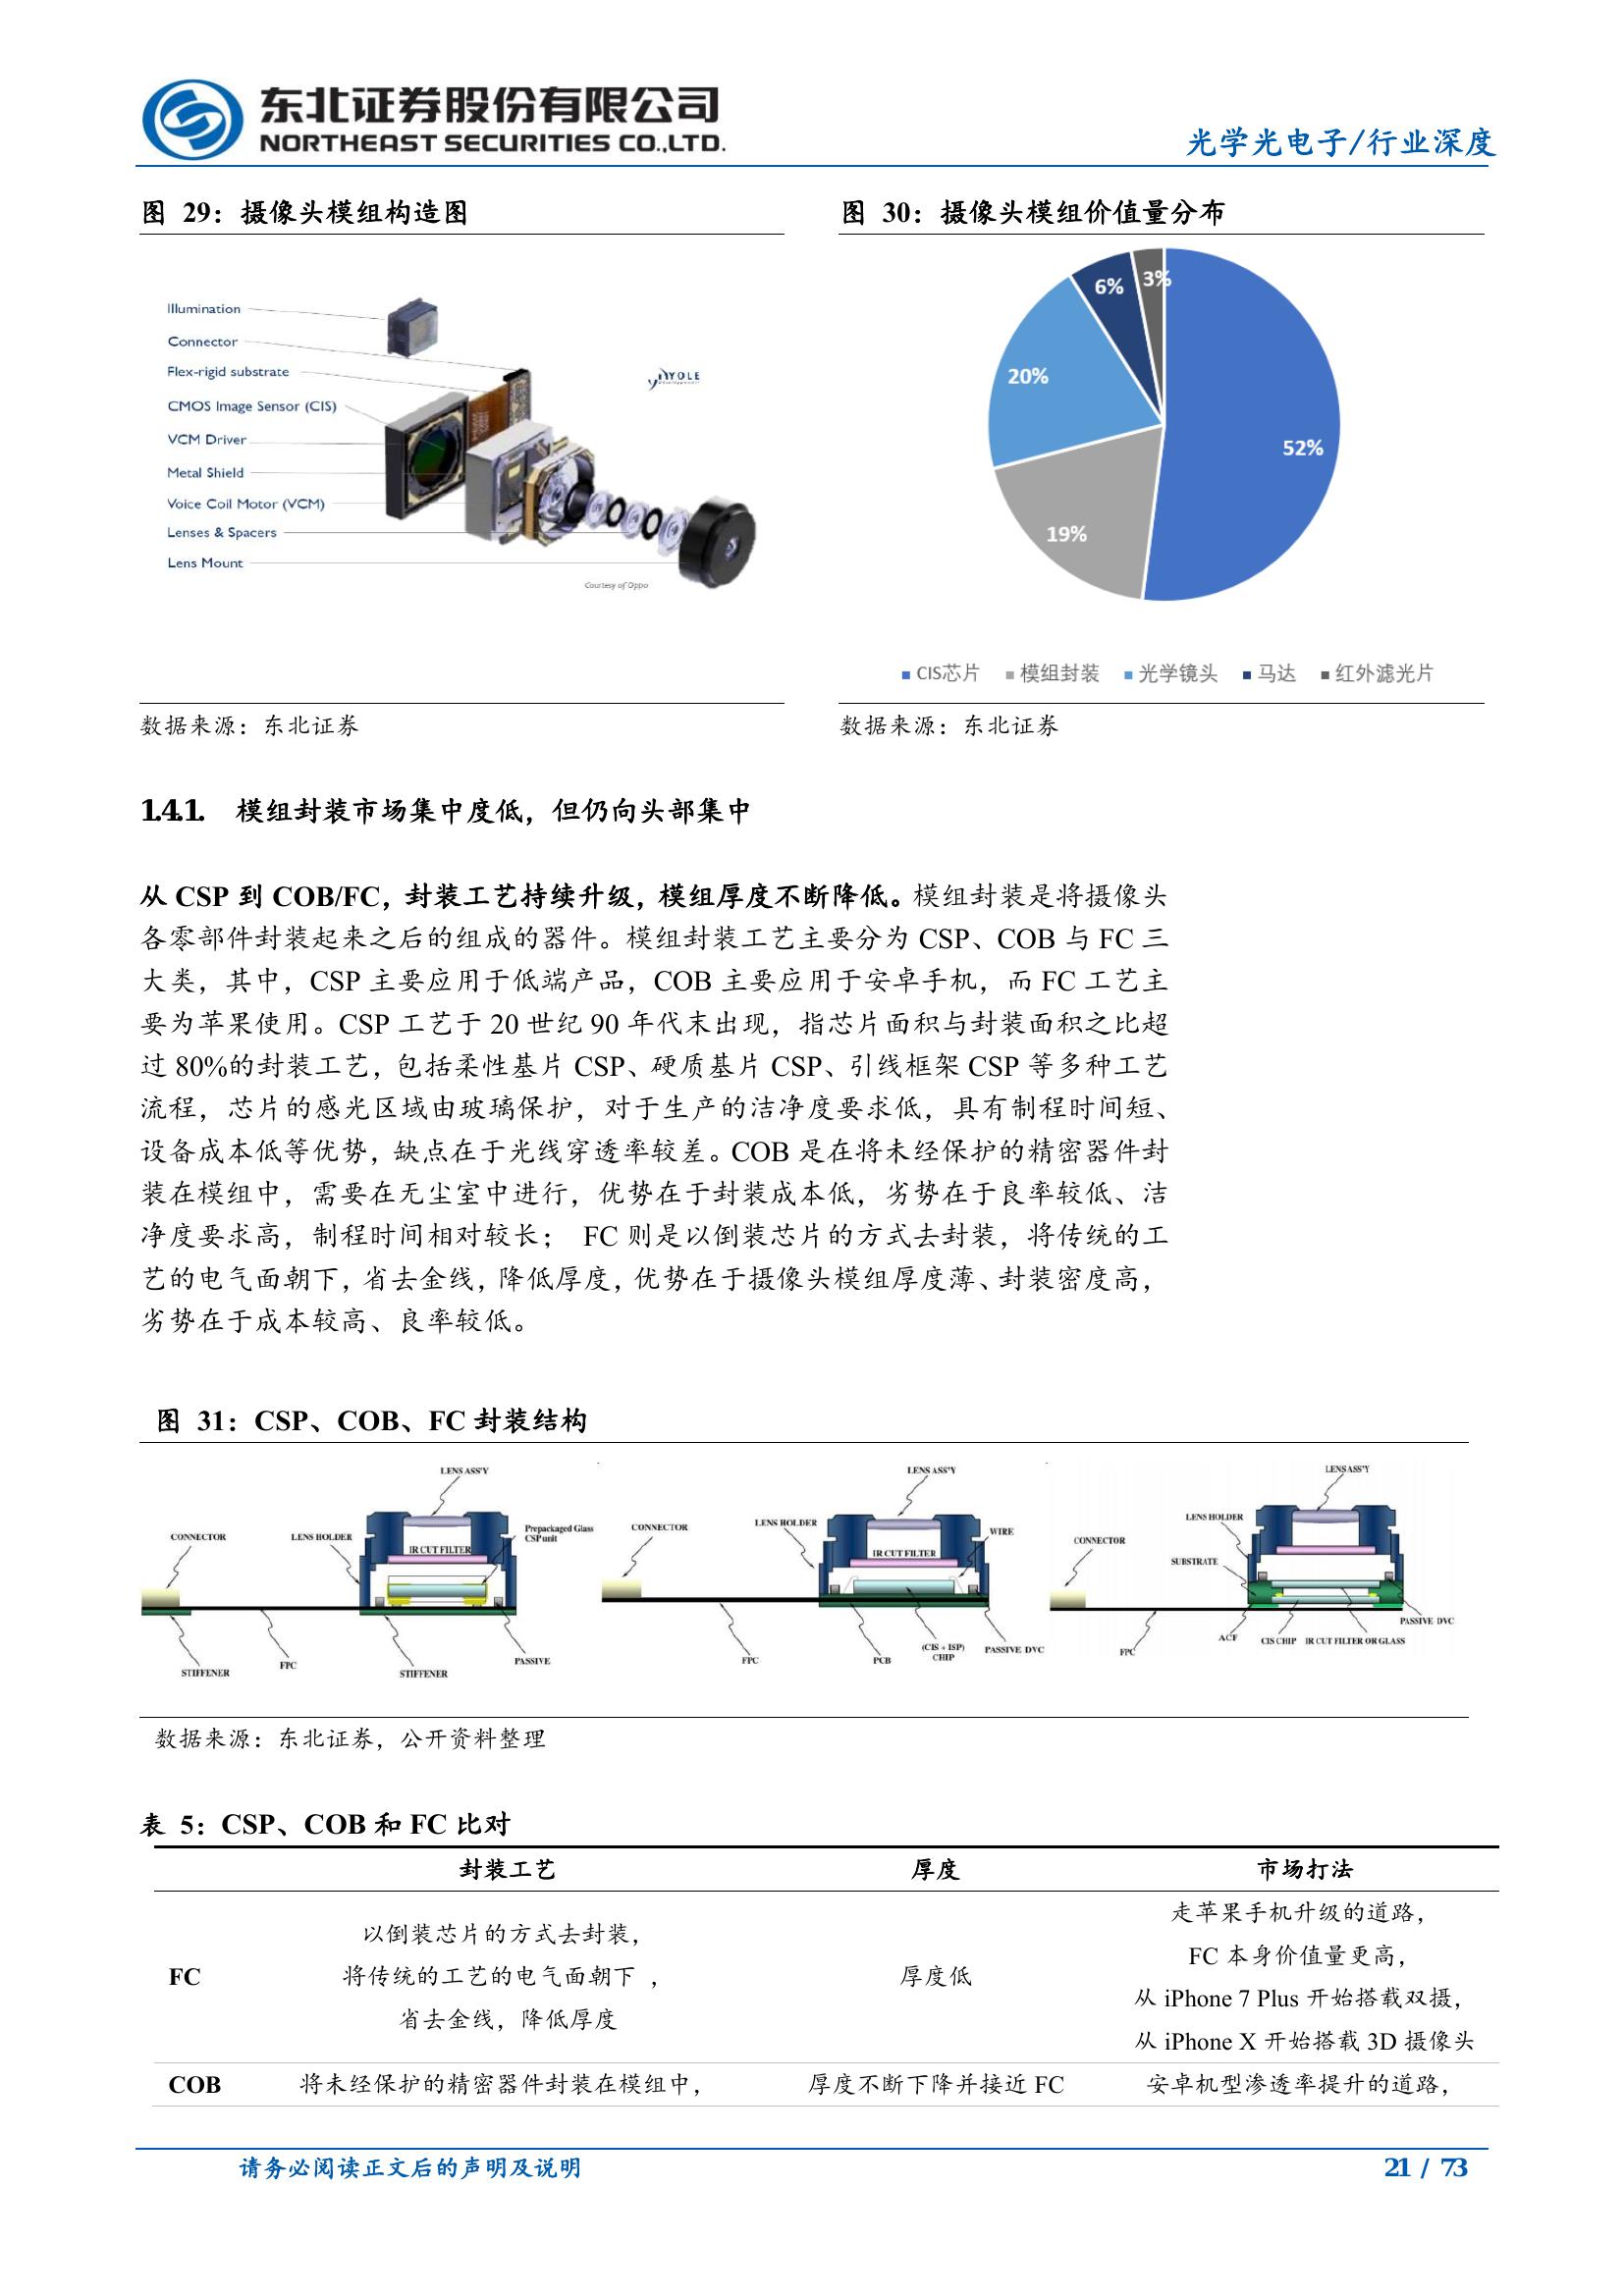 东北证券股份有限公司
NORTHEAST SECURITIES CO.,LTD.
光学光电子/行业深度
图 29：摄像头模组构造图
Illumination
Connector
Flex-rigid substrate
CMOS Image Sensor (CIS)
VCM Driver
Metal Shield
Voice Coil Motor (VCM)
Lenses & Spacers
Lens Mount
YOLE
Courtesy of Oppo
数据来源：东北证券
图 30：摄像头模组价值量分布
3%
6%
20%
52%
19%
CIS芯片 模组封装 光学镜头 马达 红外滤光片
数据来源：东北证券
1.4.1. 模组封装市场集中度低，但仍向头部集中
从 CSP 到 COB/FC，封装工艺持续升级，模组厚度不断降低。模组封装是将摄像头
各零部件封装起来之后的组成的器件。模组封装工艺主要分为 CSP、COB 与 FC 三
大类，其中，CSP 主要应用于低端产品，COB 主要应用于安卓手机，而 FC 工艺主
要为苹果使用。CSP 工艺于 20 世纪 90 年代末出现，指芯片面积与封装面积之比超
过 80%的封装工艺，包括柔性基片 CSP、硬质基片 CSP、引线框架 CSP 等多种工艺
流程，芯片的感光区域由玻璃保护，对于生产的洁净度要求低，具有制程时间短、
设备成本低等优势，缺点在于光线穿透率较差。COB 是在将未经保护的精密器件封
装在模组中，需要在无尘室中进行，优势在于封装成本低，劣势在于良率较低、洁
净度要求高，制程时间相对较长； FC 则是以倒装芯片的方式去封装，将传统的工
艺的电气面朝下，省去金线，降低厚度，优势在于摄像头模组厚度薄、封装密度高，
劣势在于成本较高、良率较低。
图 31：CSP、COB、FC 封装结构
LENS ASS'Y
CONNECTOR
LENS HOLDER
Prepackaged Glass
CSP unit
IR CUT FILTER
STIFFENER
FPC
STIFFENER
PASSIVE
LENS ASS'Y
CONNECTOR
LENS HOLDER
WIRE
IR CUT FILTER
FPC
PCB
(CIS + ISP)
CHIP
PASSIVE DVC
LENS ASS'Y
LENS HOLDER
CONNECTOR
SUBSTRATE
PASSIVE DVC
FPC
ACF
CIS CHIP
IR CUT FILTER OR GLASS
数据来源：东北证券，公开资料整理
表 5：CSP、COB 和 FC 比对
封装工艺 厚度 市场打法
FC
以倒装芯片的方式去封装，
将传统的工艺的电气面朝下 ，
省去金线，降低厚度
厚度低
走苹果手机升级的道路，
FC 本身价值量更高，
从 iPhone 7 Plus 开始搭载双摄，
从 iPhone X 开始搭载 3D 摄像头
COB 将未经保护的精密器件封装在模组中， 厚度不断下降并接近 FC 安卓机型渗透率提升的道路，
请务必阅读正文后的声明及说明
21 / 73